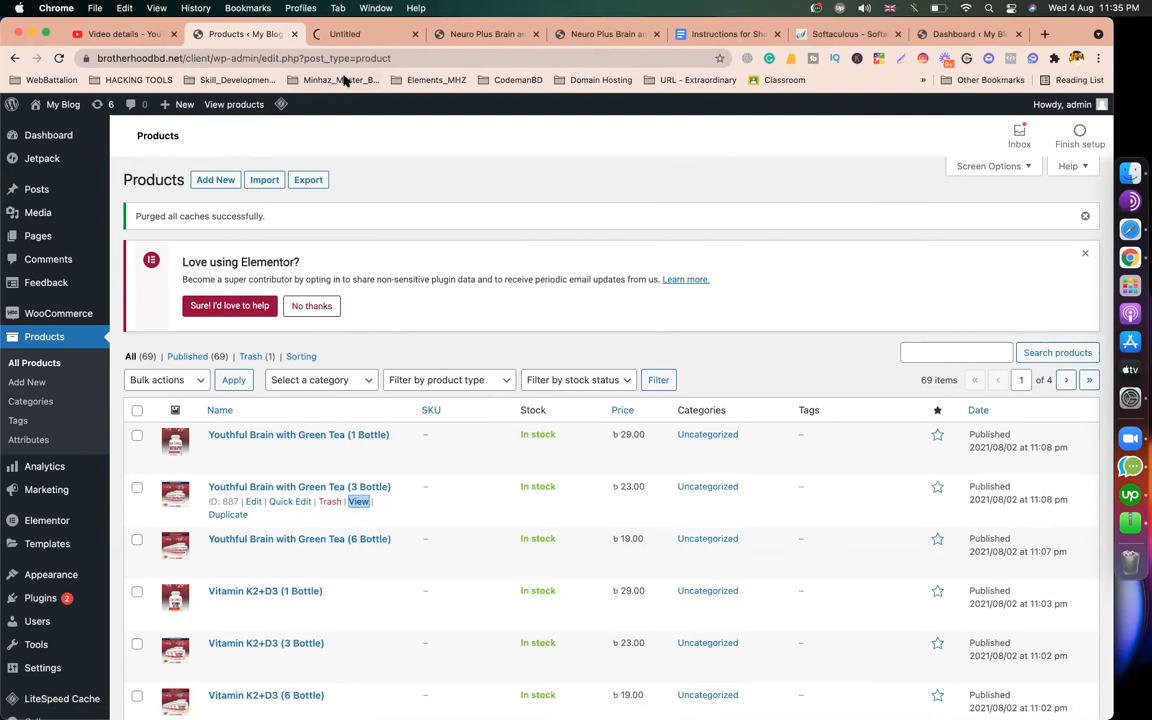 Chrome File Edit View History Bookmarks Profiles Tab Window Help Wed 4 Aug 11:35 PM
Video details - You Products ‹ My Blog Untitled Neuro Plus Brain and Neuro Plus Brain and Instructions for Sho Softaculous - Softa Dashboard ‹ My Blo
brotherhoodbd.net/client/wp-admin/edit.php?post_type=product
WebBattalion HACKING TOOLS Skill_Developmen... Minhaz_Master_B... Elements_MHZ CodemanBD Domain Hosting URL - Extraordinary Classroom » Other Bookmarks Reading List
My Blog 6 0 New View products Howdy, admin
Dashboard
Jetpack
Posts
Media
Pages
Comments
Feedback
WooCommerce
Products
All Products
Add New
Categories
Tags
Attributes
Analytics
Marketing
Elementor
Templates
Appearance
Plugins 2
Users
Tools
Settings
LiteSpeed Cache
Products
Inbox Finish setup
Screen Options Help
Products Add New Import Export
Purged all caches successfully.
Love using Elementor?
Become a super contributor by opting in to share non-sensitive plugin data and to receive periodic email updates from us. Learn more.
Sure! I'd love to help No thanks
All (69) | Published (69) | Trash (1) | Sorting
Search products
Bulk actions Apply Select a category Filter by product type Filter by stock status Filter 69 items « ‹ 1 of 4 › »
Name SKU Stock Price Categories Tags Date
Youthful Brain with Green Tea (1 Bottle) – In stock ৳ 29.00 Uncategorized – Published
2021/08/02 at 11:08 pm
Youthful Brain with Green Tea (3 Bottle) – In stock ৳ 23.00 Uncategorized – Published
ID: 887 | Edit | Quick Edit | Trash | View | 2021/08/02 at 11:08 pm
Duplicate
Youthful Brain with Green Tea (6 Bottle) – In stock ৳ 19.00 Uncategorized – Published
2021/08/02 at 11:07 pm
Vitamin K2+D3 (1 Bottle) – In stock ৳ 29.00 Uncategorized – Published
2021/08/02 at 11:03 pm
Vitamin K2+D3 (3 Bottle) – In stock ৳ 23.00 Uncategorized – Published
2021/08/02 at 11:02 pm
Vitamin K2+D3 (6 Bottle) – In stock ৳ 19.00 Uncategorized – Published
2021/08/02 at 11:02 pm